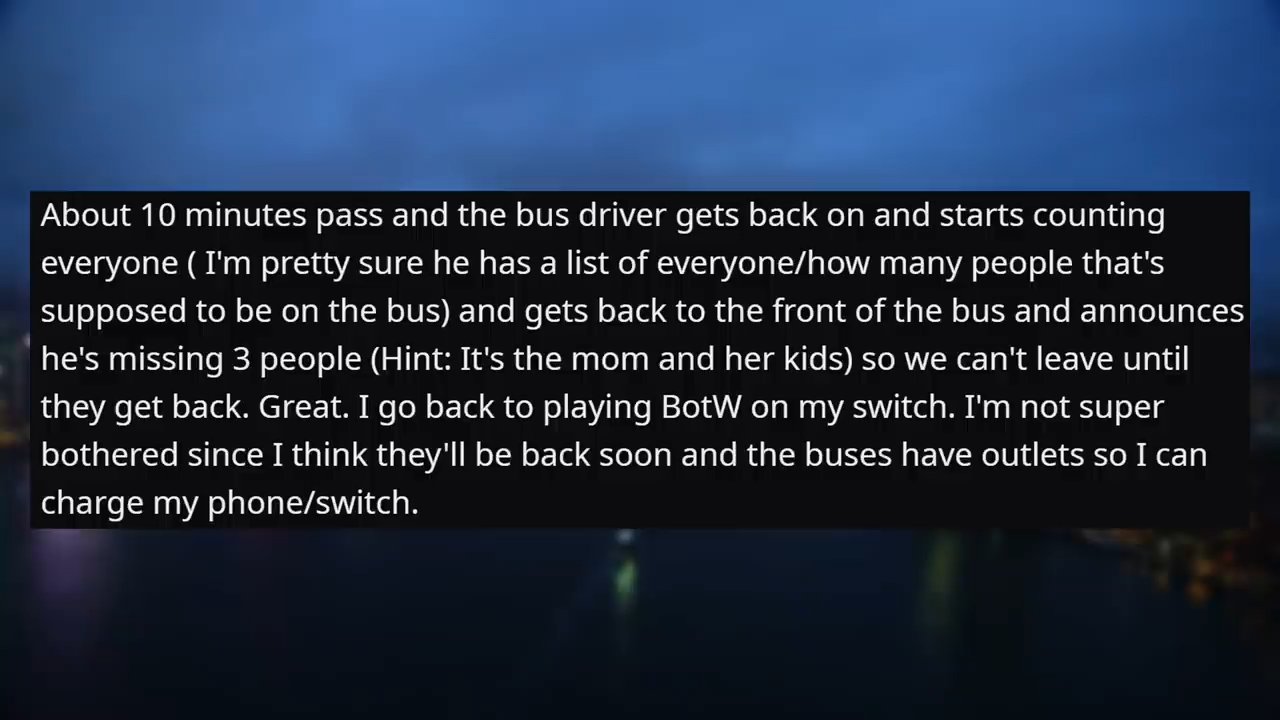 About 10 minutes pass and the bus driver gets back on and starts counting
everyone ( I'm pretty sure he has a list of everyone/how many people that's
supposed to be on the bus) and gets back to the front of the bus and announces
he's missing 3 people (Hint: It's the mom and her kids) so we can't leave until
they get back. Great. I go back to playing BotW on my switch. I'm not super
bothered since I think they'll be back soon and the buses have outlets so I can
charge my phone/switch.